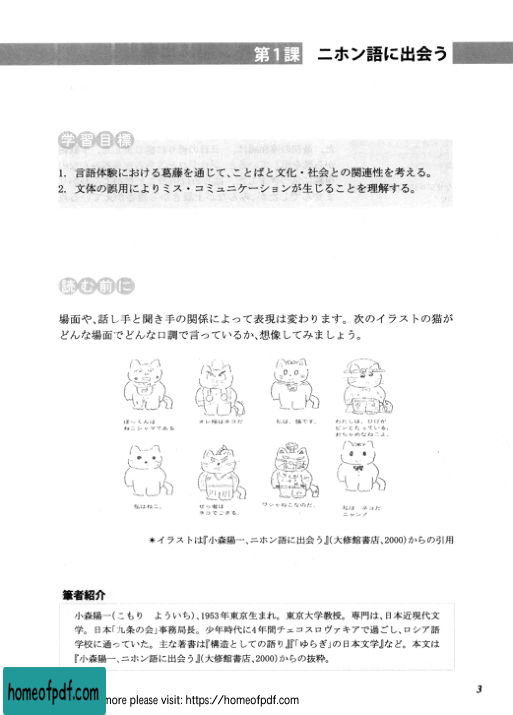 第1課 ニホン語に出会う
学習目標
1. 言語体験における葛藤を通じて、ことばと文化・社会との関連性を考える。
2. 文体の誤用によりミス・コミュニケーションが生じることを理解する。
読む前に
場面や、話し手と聞き手の関係によって表現は変わります。次のイラストの猫が
どんな場面でどんな口調で言っているか、想像してみましょう。
ぼっくんは
ねこシャマである
オレ様はネコだ
私は、猫です。
わたしは、ひげが
ピンとたっている、
おちゃめなねこよ。
私はねこ。
せっ者は
ネコでござる。
ワシャねこなのだ。
私は ネコだ
ニャン!
＊イラストは『小森陽一、ニホン語に出会う』(大修館書店、2000)からの引用
筆者紹介
小森陽一(こもり よういち)、1953年東京生まれ。東京大学教授。専門は、日本近現代文
学。日本「九条の会」事務局長。少年時代に4年間チェコスロヴァキアで過ごし、ロシア語
学校に通っていた。主な著書は『構造としての語り』『「ゆらぎ」の日本文学』など。本文は
『小森陽一、ニホン語に出会う』(大修館書店、2000)からの抜粋。
3
homeofpdf.com
more please visit: https://homeofpdf.com